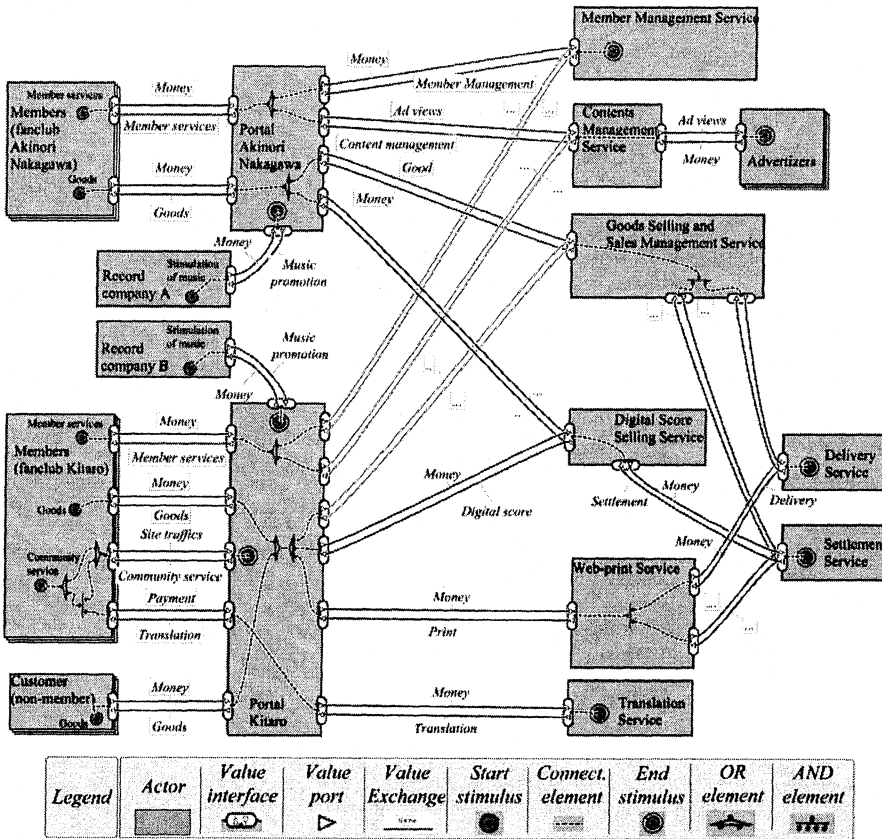 Member Management Service
Money
Member services
Members
(fanclub
Akinori
Nakagawa)
Money
Member services
Portal
Akinori
Nakagawa
Member Management
Ad views
Contents
Management
Service
Ad views
Money
Advertizers
Content management
Good
Money
Goods
Money
Goods
Goods Selling and
Sales Management Service
Money
Music
promotion
Record
company A
Stimulation
of music
Record
company B
Stimulation
of music
Music
promotion
Money
Member services
Members
(fanclub Kitaro)
Money
Member services
Digital Score
Selling Service
Money
Digital score
Settlement
Money
Delivery
Service
Delivery
Goods
Money
Goods
Site traffics
Community
service
Community service
Money
Settlement
Service
Web-print Service
Payment
Translation
Money
Print
Customer
(non-member)
Goods
Money
Goods
Portal
Kitaro
Money
Translation
Translation
Service
Legend
Actor
Value
interface
Value
port
Value
Exchange
Start
stimulus
Connect.
element
End
stimulus
OR
element
AND
element